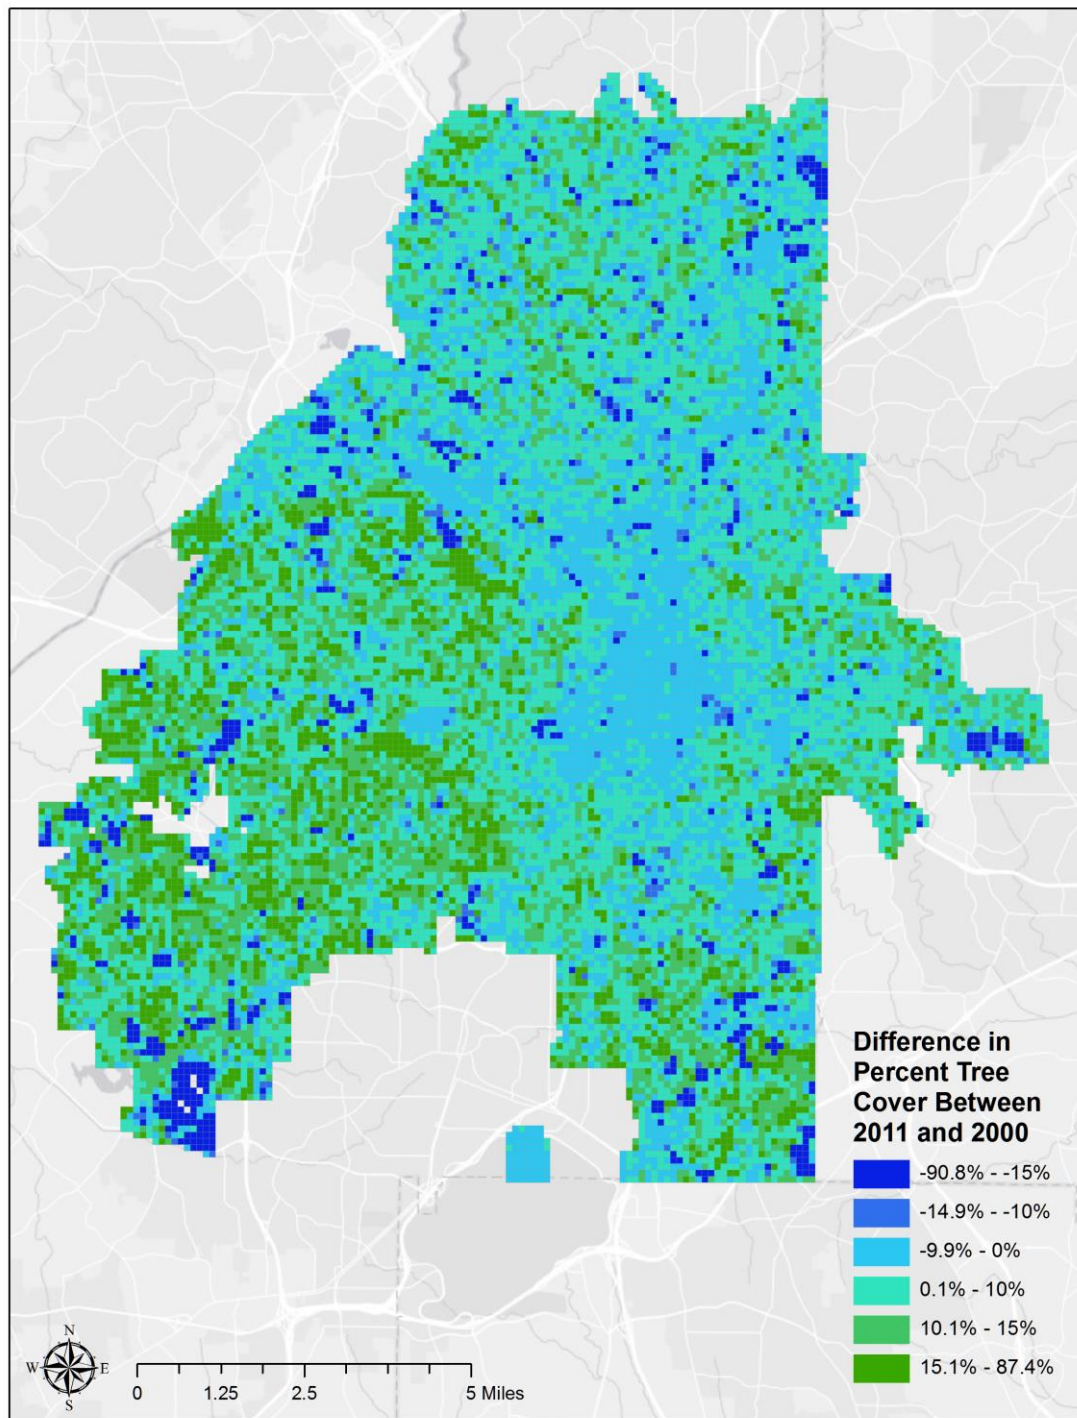 Difference in
Percent Tree
Cover Between
2011 and 2000
-90.8% - -15%
-14.9% - -10%
-9.9% - 0%
0.1% - 10%
10.1% - 15%
15.1% - 87.4%
N
W E
S
0 1.25 2.5 5 Miles